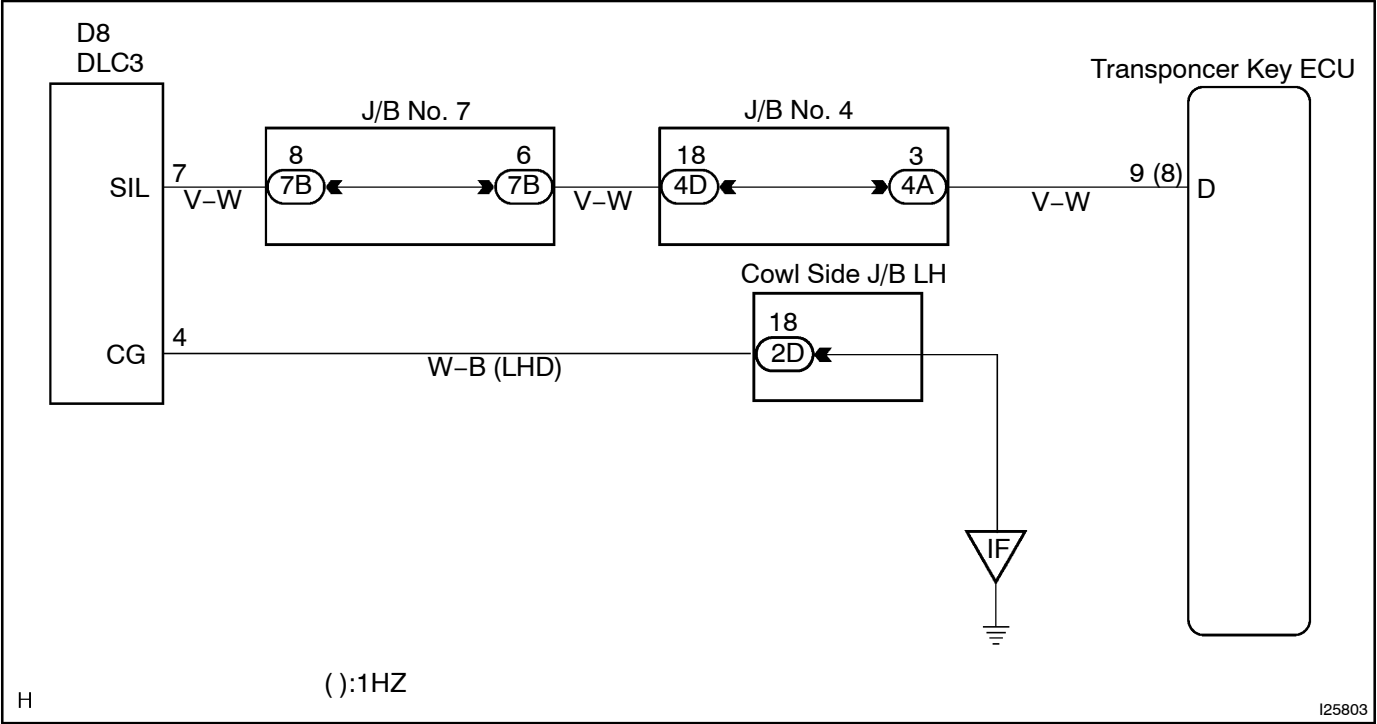 D8
DLC3
Transponcer Key ECU
J/B No. 7
J/B No. 4
8
6
18
3
SIL
7
7B
7B
4D
4A
9 (8)
D
V−W
V−W
V−W
Cowl Side J/B LH
18
CG
4
2D
W−B (LHD)
IF
( ):1HZ
H
I25803